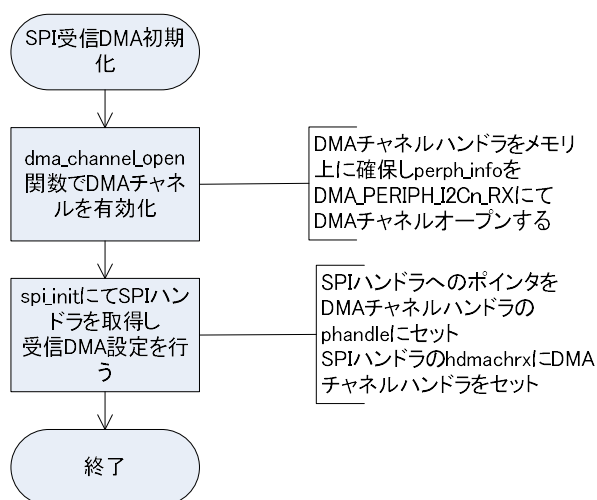 SPI受信DMA初期
化
dma_channel_open
関数でDMAチャネ
ルを有効化
DMAチャネルハンドラをメモリ
上に確保しperph_infoを
DMA_PERIPH_I2Cn_RXにて
DMAチャネルオープンする
spi_initにてSPIハン
ドラを取得し
受信DMA設定を行
う
SPIハンドラへのポインタを
DMAチャネルハンドラの
phandleにセット
SPIハンドラのhdmachrxにDMA
チャネルハンドラをセット
終了